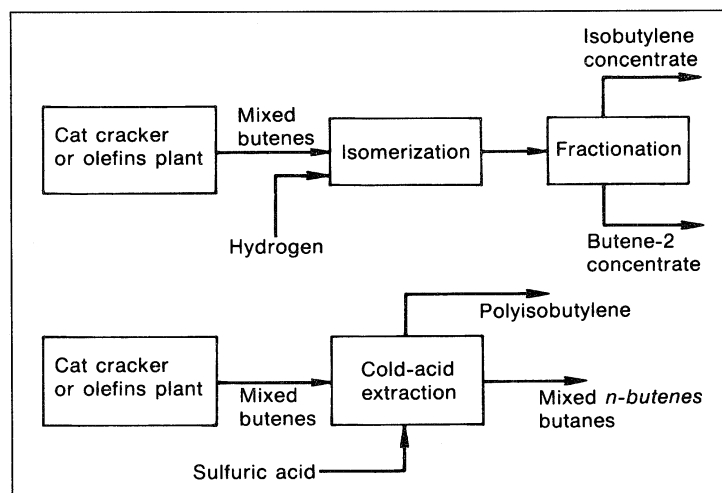 Isobutylene
concentrate
Cat cracker
or olefins plant
Mixed
butenes
Isomerization
Fractionation
Hydrogen
Butene-2
concentrate
Polyisobutylene
Cat cracker
or olefins plant
Mixed
butenes
Cold-acid
extraction
Mixed n-butenes
butanes
Sulfuric acid